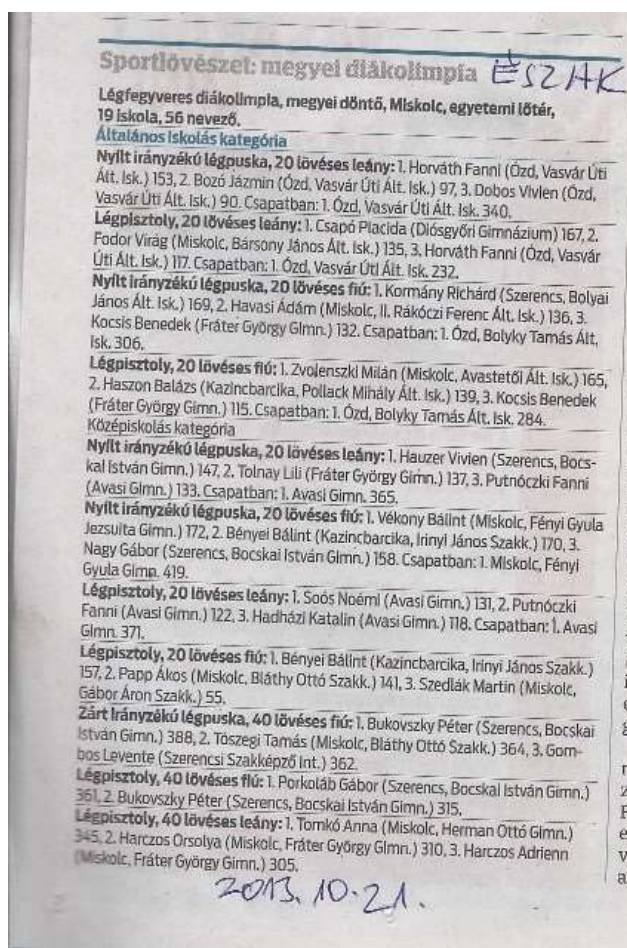 Sportlövészet: megyei diákolimpia ÉSZAK
Légfegyveres diákolimpia, megyei döntő, Miskolc, egyetemi lőtér,
19 iskola, 56 nevező.
Általános iskolás kategória
Nyílt irányzékú légpuska, 20 lövéses leány: 1. Horváth Fanni (Ózd, Vasvár Úti
Ált. Isk.) 153, 2. Bozó Jázmin (Ózd, Vasvár Úti Ált. Isk.) 97, 3. Dobos Vivien (Ózd,
Vasvár Úti Ált. Isk.) 90. Csapatban: 1. Ózd, Vasvár Úti Ált. Isk. 340.
Légpisztoly, 20 lövéses leány: 1. Csapó Placida (Diósgyőri Gimnázium) 167, 2.
Fodor Virág (Miskolc, Bársony János Ált. Isk.) 135, 3. Horváth Fanni (Ózd, Vasvár
Úti Ált. Isk.) 117. Csapatban: 1. Ózd, Vasvár Úti Ált. Isk. 232.
Nyílt irányzékú légpuska, 20 lövéses fiú: 1. Kormány Richárd (Szerencs, Bolyai
János Ált. Isk.) 169, 2. Havasi Ádám (Miskolc, II. Rákóczi Ferenc Ált. Isk.) 136, 3.
Kocsis Benedek (Fráter György Gimn.) 132. Csapatban: 1. Ózd, Bolyky Tamás Ált.
Isk. 306.
Légpisztoly, 20 lövéses fiú: 1. Zvolenszki Milán (Miskolc, Avastetői Ált. Isk.) 165,
2. Haszon Balázs (Kazincbarcika, Pollack Mihály Ált. Isk.) 139, 3. Kocsis Benedek
(Fráter György Gimn.) 115. Csapatban: 1. Ózd, Bolyky Tamás Ált. Isk. 284.
Középiskolás kategória
Nyílt irányzékú légpuska, 20 lövéses leány: 1. Hauzer Vivien (Szerencs, Bocs-
kai István Gimn.) 147, 2. Tolnay Lili (Fráter György Gimn.) 137, 3. Putnóczki Fanni
(Avasi Gimn.) 133. Csapatban: 1. Avasi Gimn. 365.
Nyílt irányzékú légpuska, 20 lövéses fiú: 1. Vékony Bálint (Miskolc, Fényi Gyula
Jezsuita Gimn.) 172, 2. Bényei Bálint (Kazincbarcika, Irinyi János Szakk.) 170, 3.
Nagy Gábor (Szerencs, Bocskai István Gimn.) 158. Csapatban: 1. Miskolc, Fényi
Gyula Gimn. 419.
Légpisztoly, 20 lövéses leány: 1. Soós Noémi (Avasi Gimn.) 131, 2. Putnóczki
Fanni (Avasi Gimn.) 122, 3. Hadházi Katalin (Avasi Gimn.) 118. Csapatban: 1. Avasi
Gimn. 371.
Légpisztoly, 20 lövéses fiú: 1. Bényei Bálint (Kazincbarcika, Irinyi János Szakk.)
157, 2. Papp Ákos (Miskolc, Bláthy Ottó Szakk.) 141, 3. Szedlák Martin (Miskolc,
Gábor Áron Szakk.) 55.
Zárt irányzékú légpuska, 40 lövéses fiú: 1. Bukovszky Péter (Szerencs, Bocskai
István Gimn.) 388, 2. Tószegi Tamás (Miskolc, Bláthy Ottó Szakk.) 364, 3. Gom-
bos Levente (Szerencsi Szakképző Int.) 362.
Légpisztoly, 40 lövéses fiú: 1. Porkoláb Gábor (Szerencs, Bocskai István Gimn.)
361, 2. Bukovszky Péter (Szerencs, Bocskai István Gimn.) 315.
Légpisztoly, 40 lövéses leány: 1. Tomkó Anna (Miskolc, Herman Ottó Gimn.)
345, 2. Harczos Orsolya (Miskolc, Fráter György Gimn.) 310, 3. Harczos Adrienn
(Miskolc, Fráter György Gimn.) 305.
2013. 10. 21.